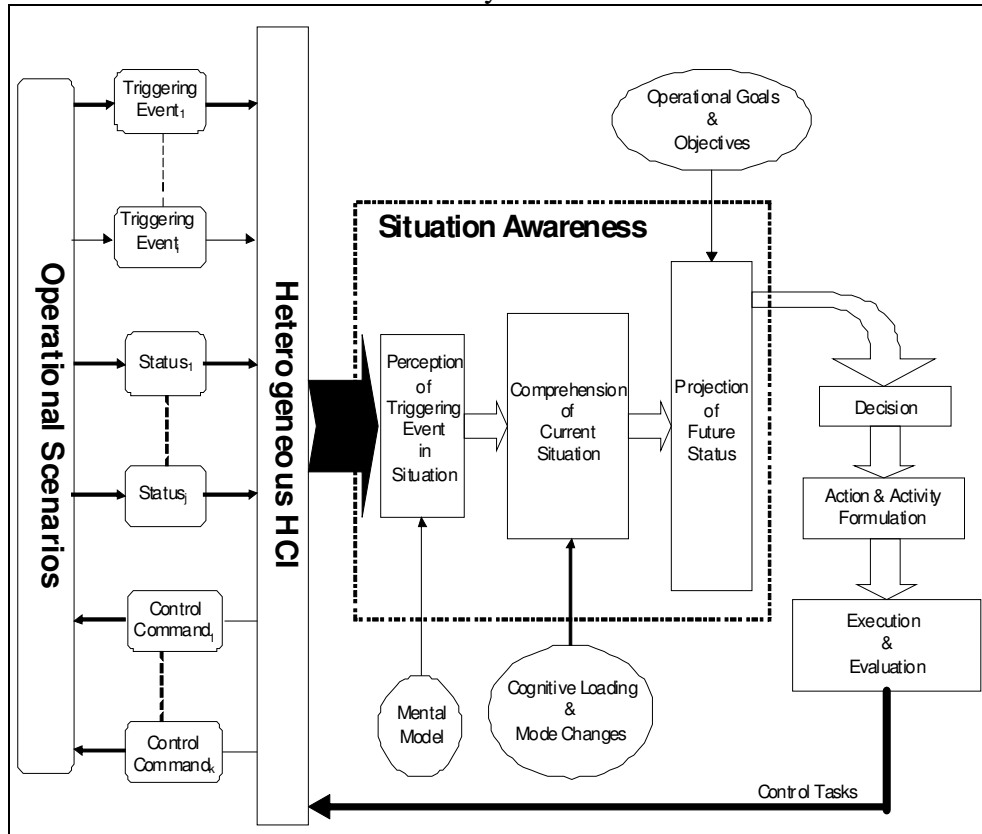 Operational Scenarios
Triggering
Event₁
Triggering
Eventᵢ
Status₁
Statusⱼ
Control
Command₁
Control
Commandₖ
Heterogeneous HCI
Situation Awareness
Perception
of
Triggering
Event
in
Situation
Comprehension
of
Current
Situation
Projection
of
Future
Status
Operational Goals
&
Objectives
Mental
Model
Cognitive Loading
&
Mode Changes
Decision
Action & Activity
Formulation
Execution
&
Evaluation
Control Tasks